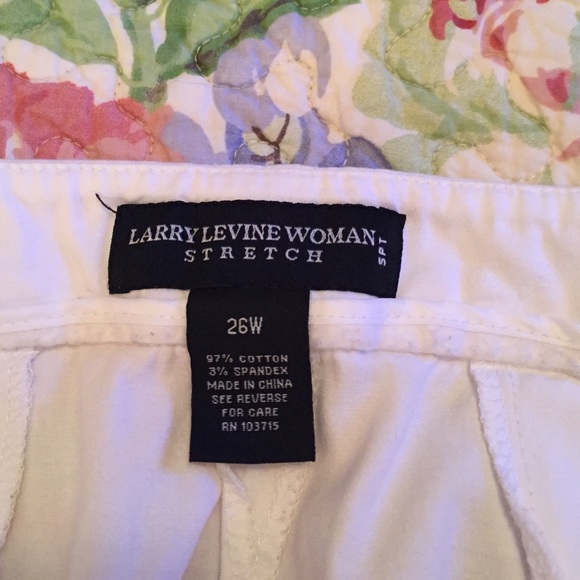 LARRY LEVINE WOMAN
STRETCH
SPT
26W
97% COTTON
3% SPANDEX
MADE IN CHINA
SEE REVERSE
FOR CARE
RN 103715